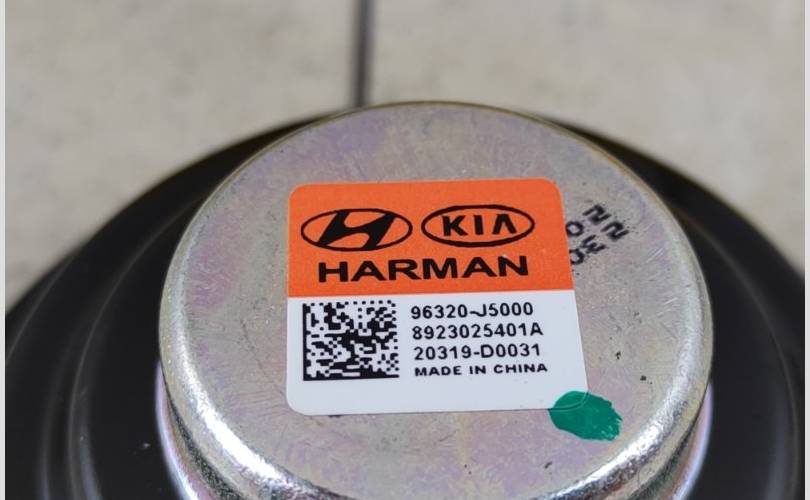 KIA
HARMAN
96320-J5000
8923025401A
20319-D0031
MADE IN CHINA